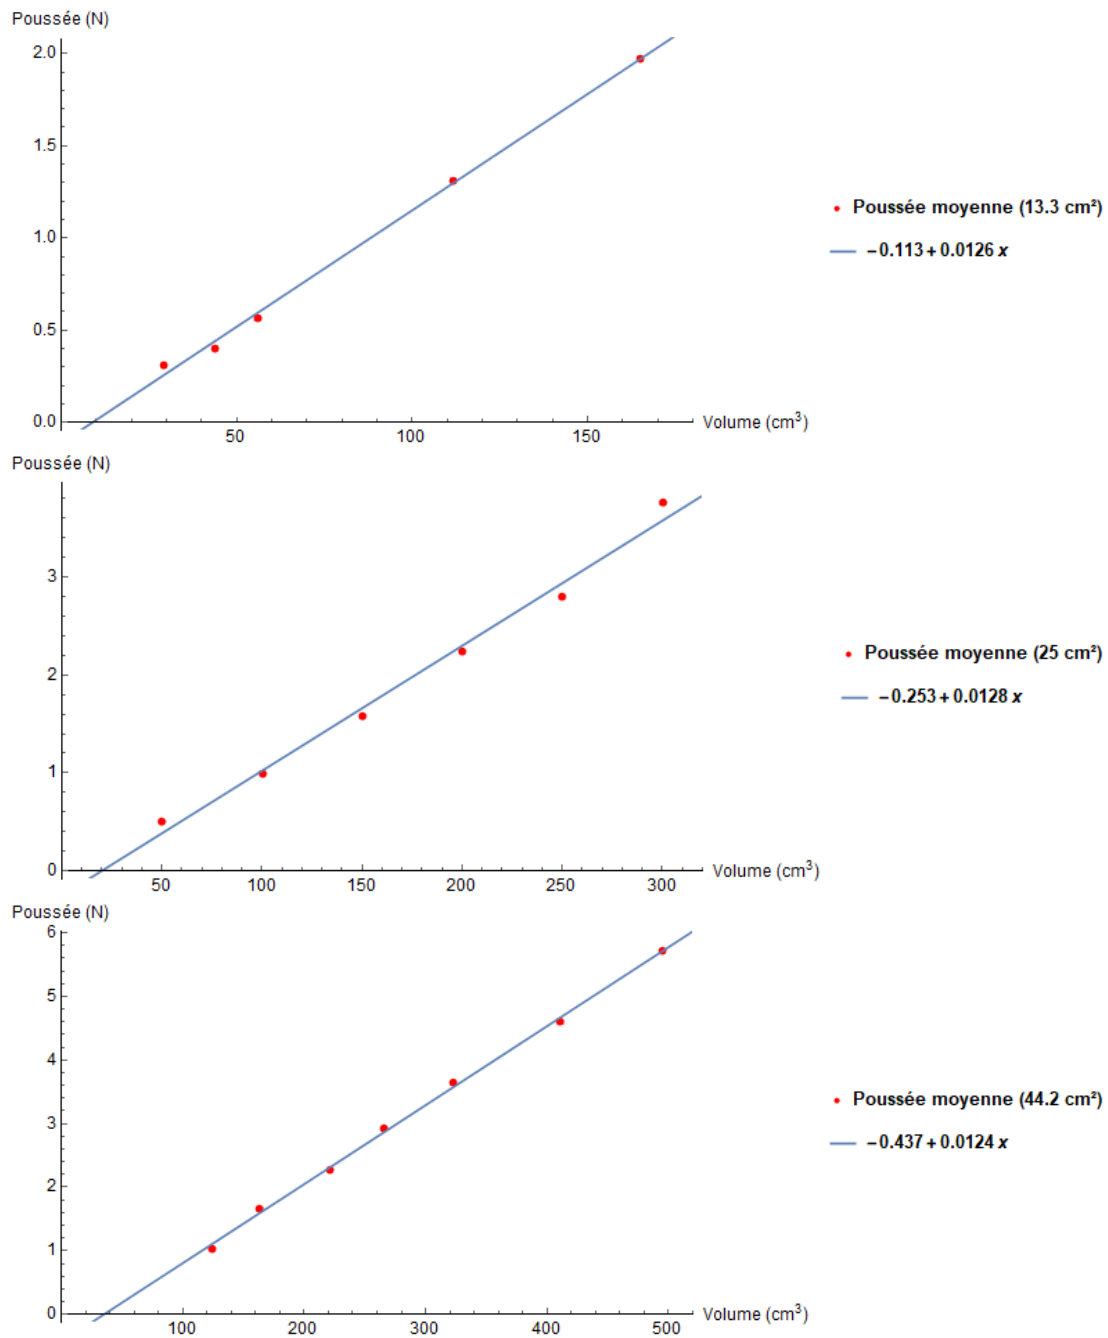 Poussée (N)
2.0
1.5
1.0
0.5
0.0
50
100
150
Volume (cm³)
Poussée moyenne (13.3 cm²)
−0.113 + 0.0126 x
Poussée (N)
3
2
1
0
50
100
150
200
250
300
Volume (cm³)
Poussée moyenne (25 cm²)
−0.253 + 0.0128 x
Poussée (N)
6
5
4
3
2
1
0
100
200
300
400
500
Volume (cm³)
Poussée moyenne (44.2 cm²)
−0.437 + 0.0124 x